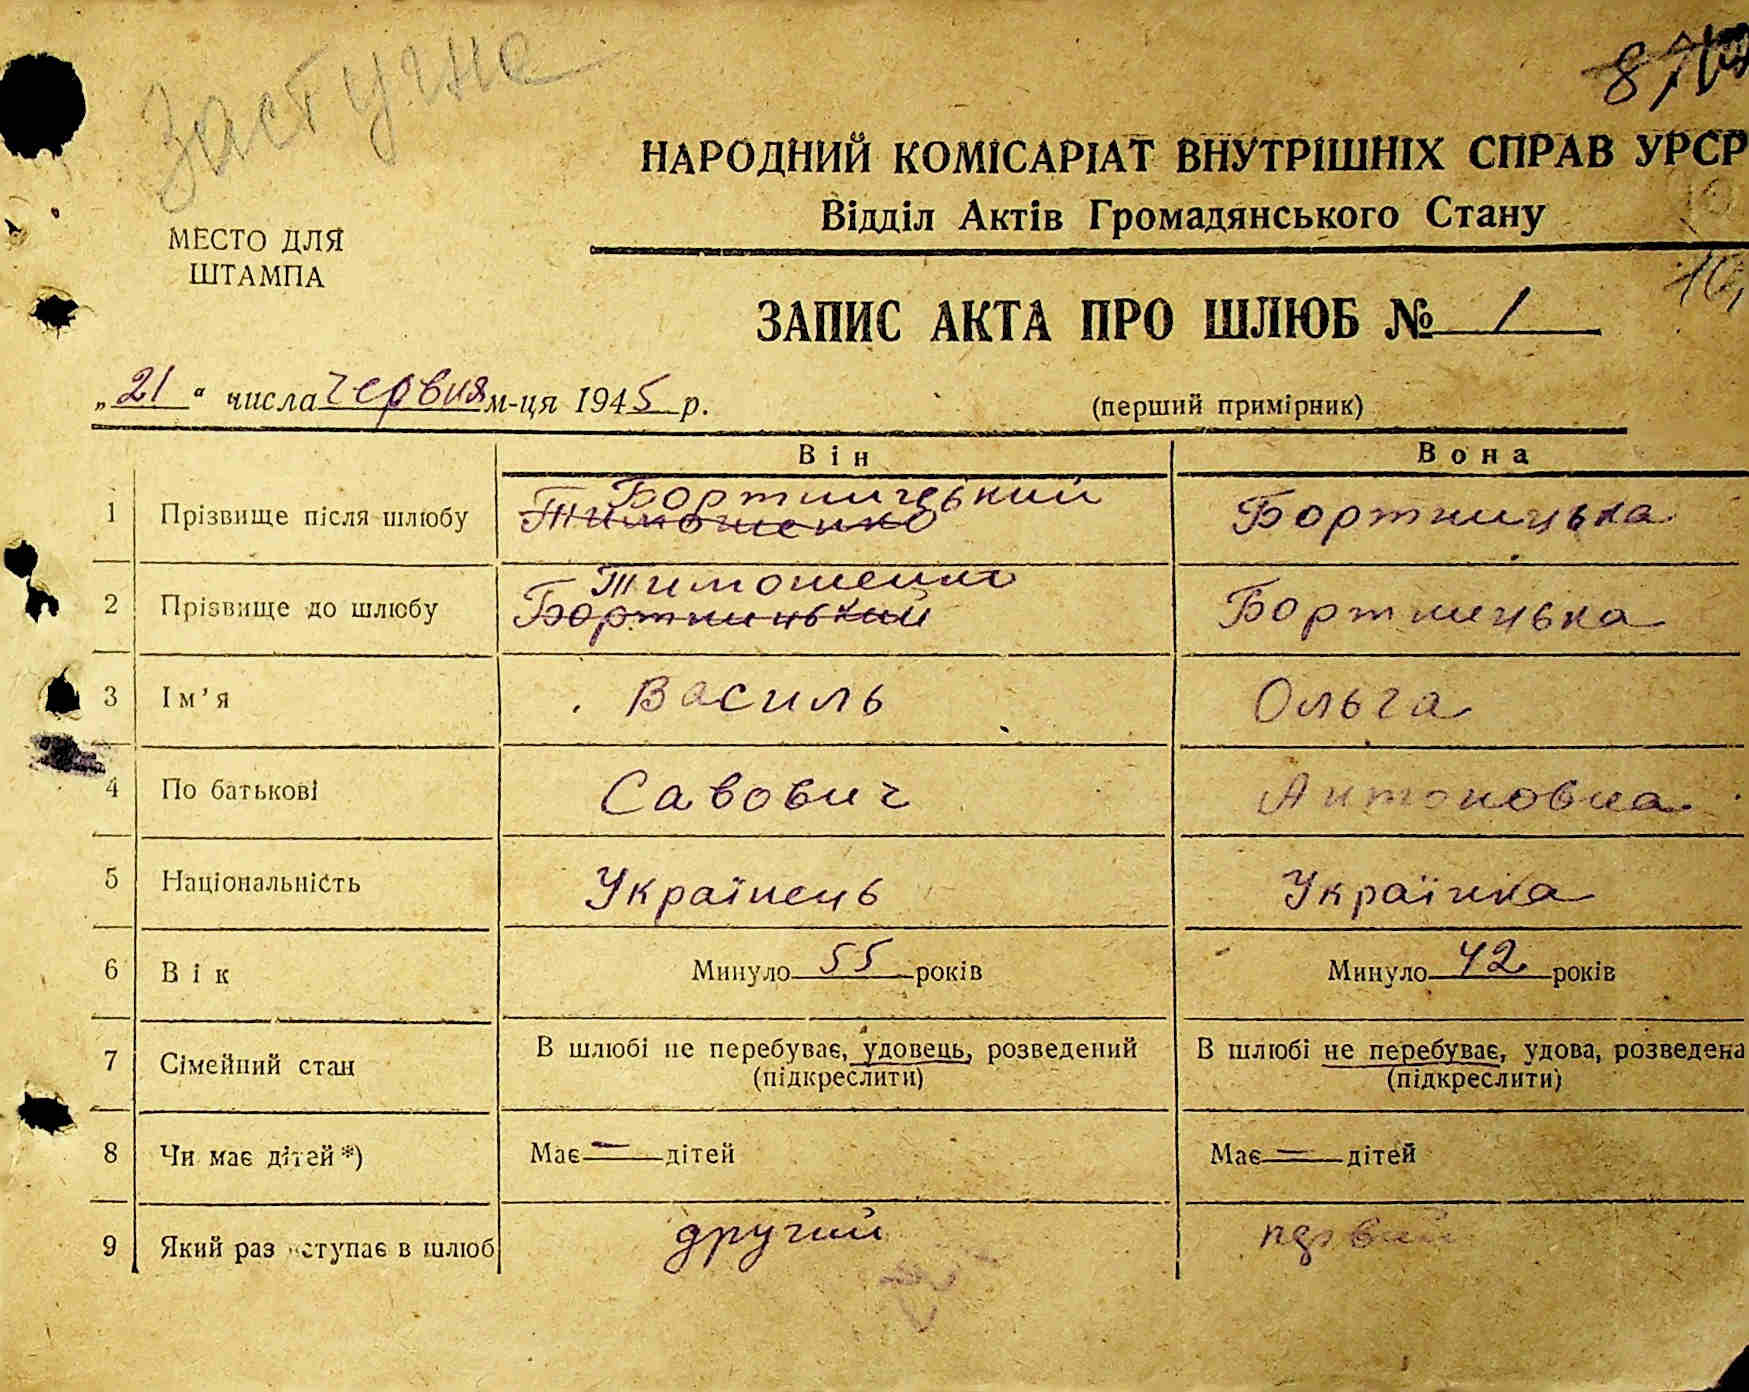 Заступне
НАРОДНИЙ КОМІСАРІАТ ВНУТРІШНІХ СПРАВ УРСР
Відділ Актів Громадянського Стану
МЕСТО ДЛЯ
ШТАМПА
ЗАПИС АКТА ПРО ШЛЮБ № 1
„21“ числа червня м-ця 1945 р. (перший примірник)
Він Вона
Бортницький
1 Прізвище після шлюбу Тимошенко Бортницька
Тимошенко
2 Прізвище до шлюбу Бортницький Бортницька
3 Ім'я Василь Ольга
4 По батькові Савович Антоновна
5 Національність Українець Українка
6 Вік Минуло 55 років Минуло 42 років
7 Сімейний стан В шлюбі не перебуває, удовець, розведений В шлюбі не перебуває, удова, розведена
(підкреслити) (підкреслити)
8 Чи має дітей*) Має — дітей Має — дітей
9 Який раз вступає в шлюб другий первий